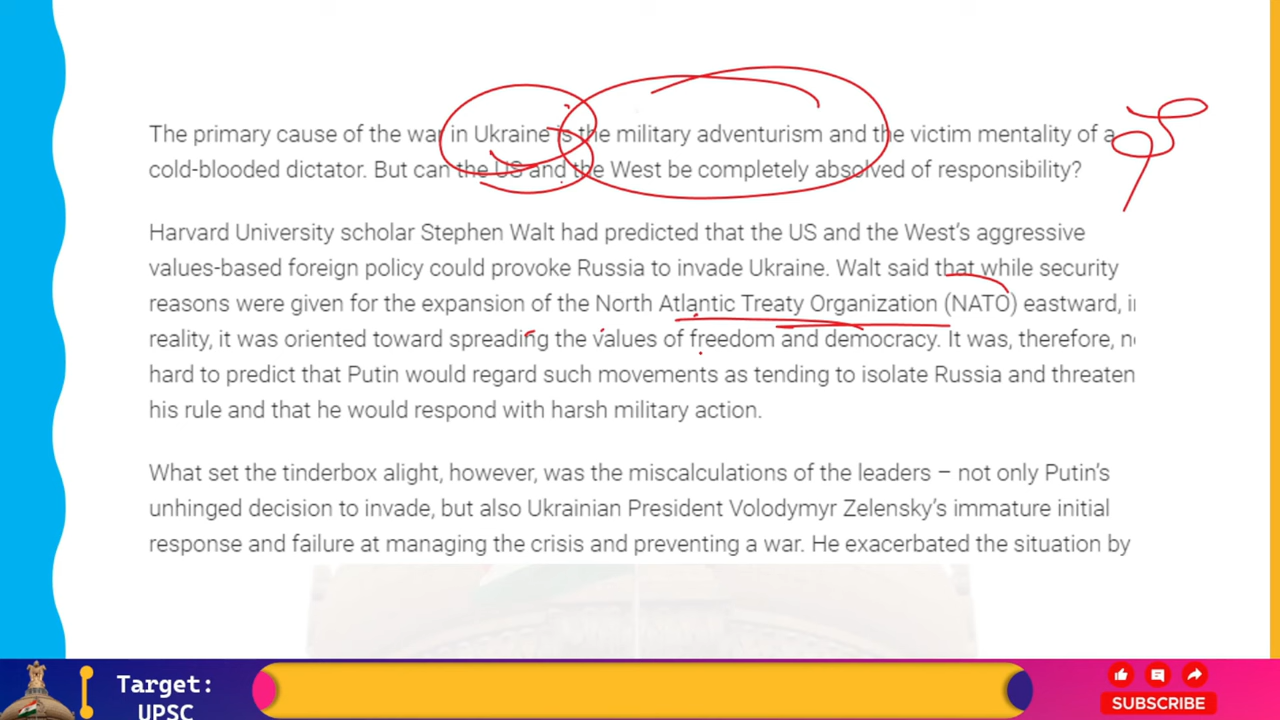 The primary cause of the war in Ukraine is the military adventurism and the victim mentality of a
cold-blooded dictator. But can the US and the West be completely absolved of responsibility?
Harvard University scholar Stephen Walt had predicted that the US and the West's aggressive
values-based foreign policy could provoke Russia to invade Ukraine. Walt said that while security
reasons were given for the expansion of the North Atlantic Treaty Organization (NATO) eastward,
reality, it was oriented toward spreading the values of freedom and democracy. It was, therefore,
hard to predict that Putin would regard such movements as tending to isolate Russia and threaten
his rule and that he would respond with harsh military action.
What set the tinderbox alight, however, was the miscalculations of the leaders – not only Putin's
unhinged decision to invade, but also Ukrainian President Volodymyr Zelensky's immature initial
response and failure at managing the crisis and preventing a war. He exacerbated the situation by
Target:
UPSC
SUBSCRIBE